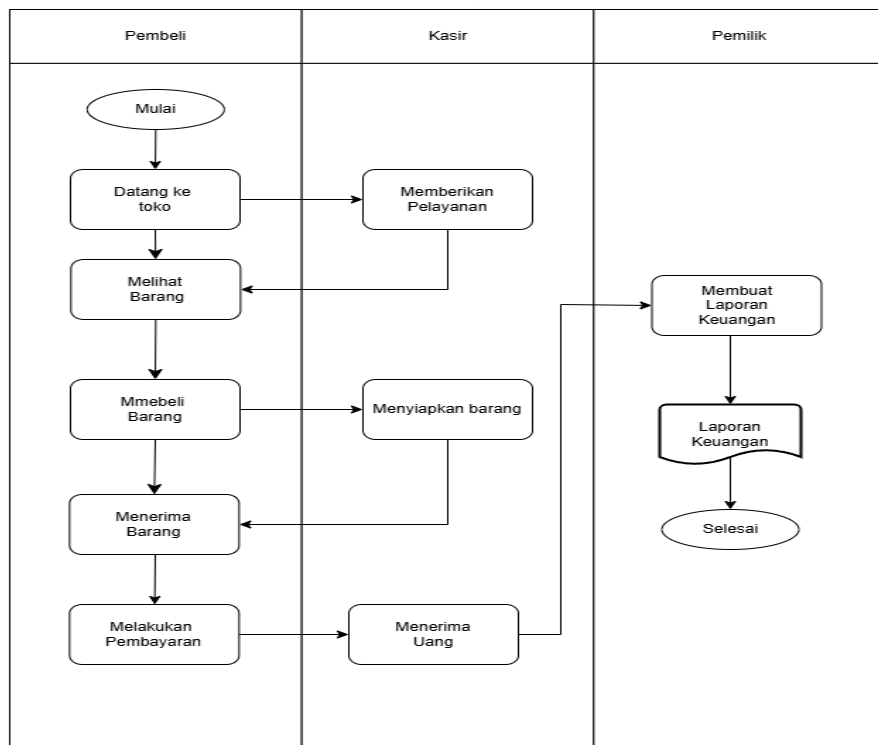 Pembeli
Kasir
Pemilik
Mulai
Datang ke
toko
Memberikan
Pelayanan
Melihat
Barang
Membuat
Laporan
Keuangan
Mmebeli
Barang
Menyiapkan barang
Laporan
Keuangan
Menerima
Barang
Selesai
Melakukan
Pembayaran
Menerima
Uang